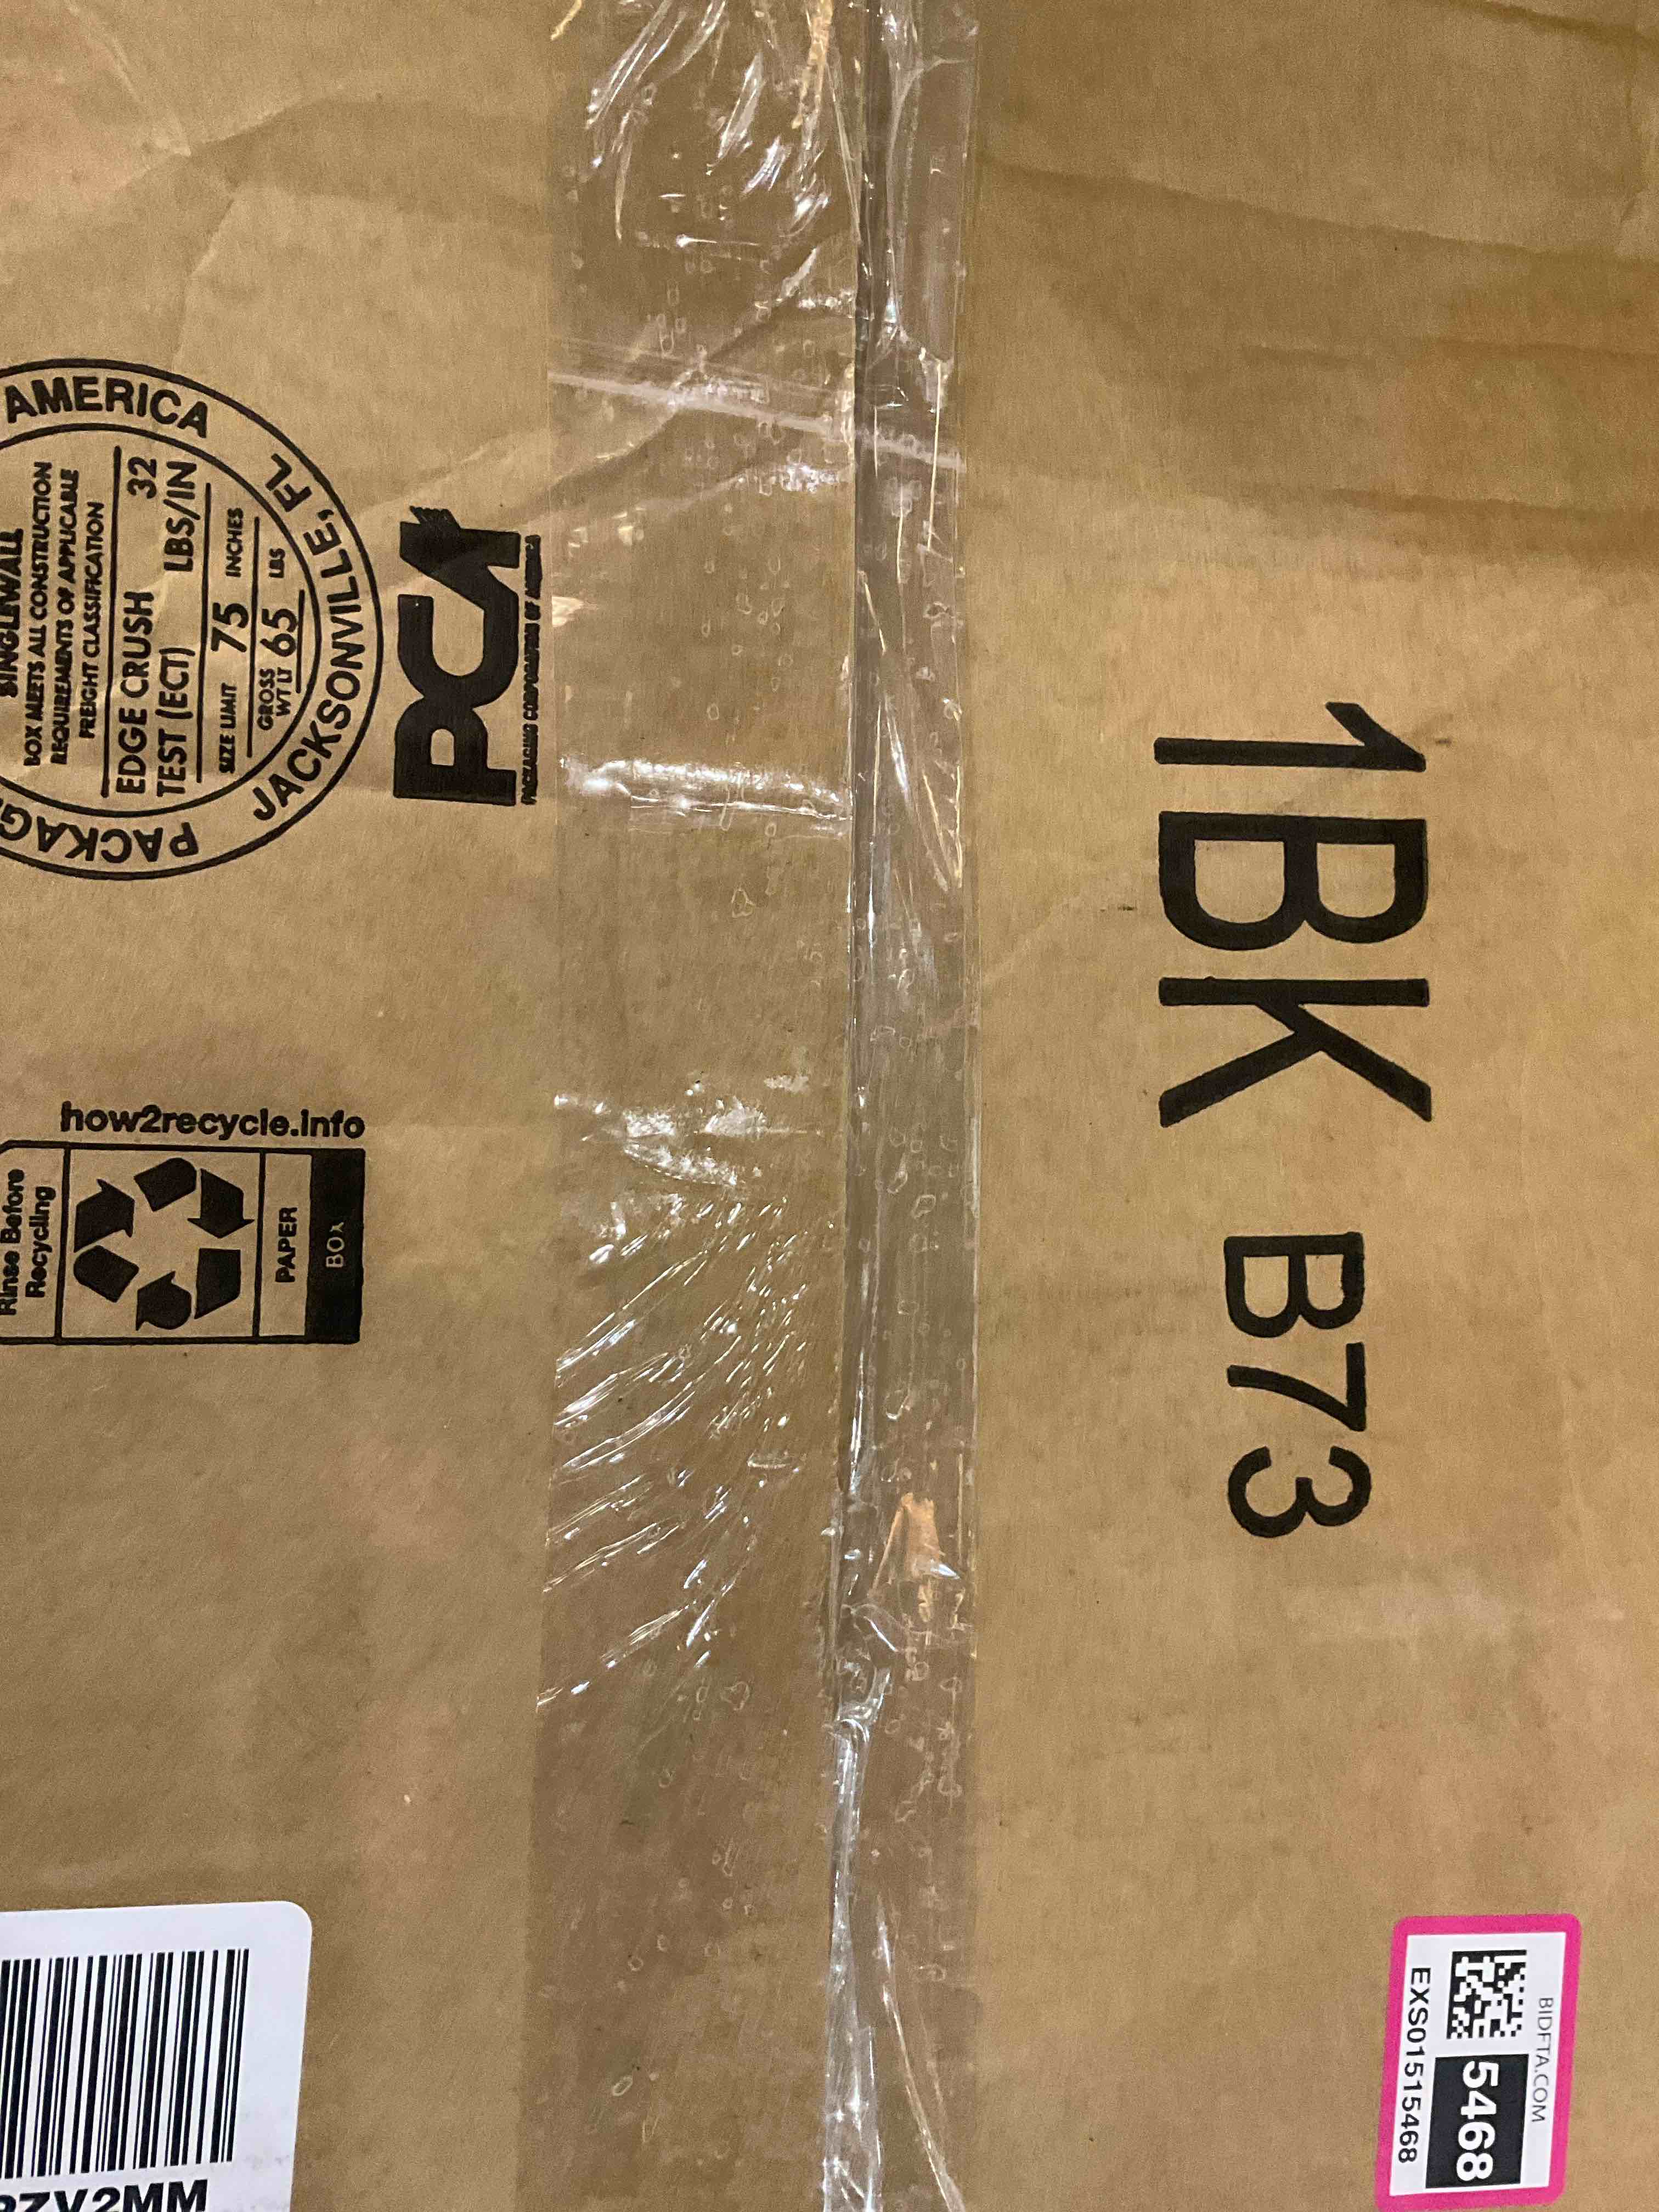 AMERICA
JACKSONVILLE, FL
SINGLEWALL
BOX MEETS ALL CONSTRUCTION
REQUIREMENTS OF APPLICABLE
FREIGHT CLASSIFICATION
EDGE CRUSH 32
TEST (ECT) LBS/IN
SIZE LIMIT 75 INCHES
GROSS WT LT 65 LBS
PCA
PACKAGING CORPORATION OF AMERICA
how2recycle.info
Rinse Before
Recycling
PAPER
BOX
1BK B73
BIDFTA.COM
5468
EXS01515468